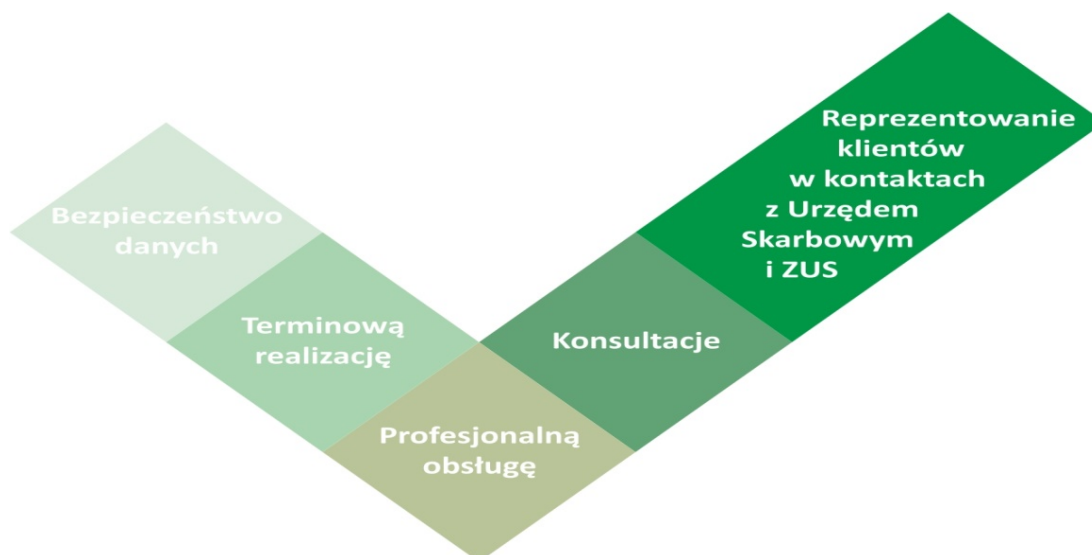 Bezpieczeństwo
danych
Terminową
realizację
Profesjonalną
obsługę
Konsultacje
Reprezentowanie
klientów
w kontaktach
z Urzędem
Skarbowym
i ZUS